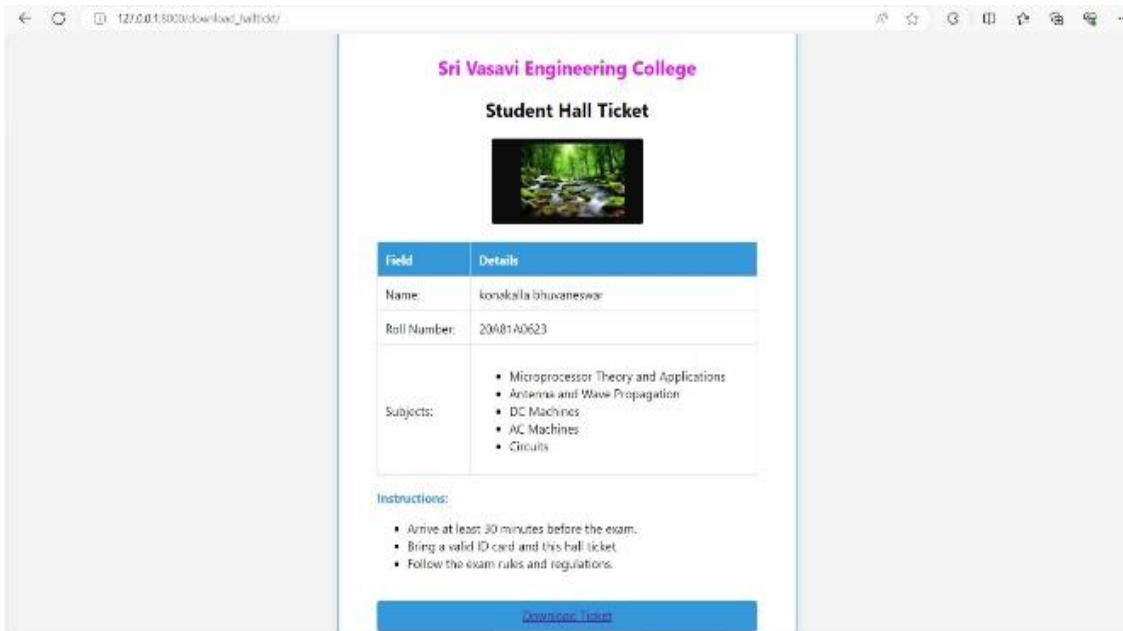 127.0.0.1:8000/download_hallticket/
Sri Vasavi Engineering College
Student Hall Ticket
Field Details
Name: konakalla bhuvaneswar
Roll Number: 20A81A0623
Subjects:
• Microprocessor Theory and Applications
• Antenna and Wave Propagation
• DC Machines
• AC Machines
• Circuits
Instructions:
• Arrive at least 30 minutes before the exam.
• Bring a valid ID card and this hall ticket.
• Follow the exam rules and regulations.
Download Ticket